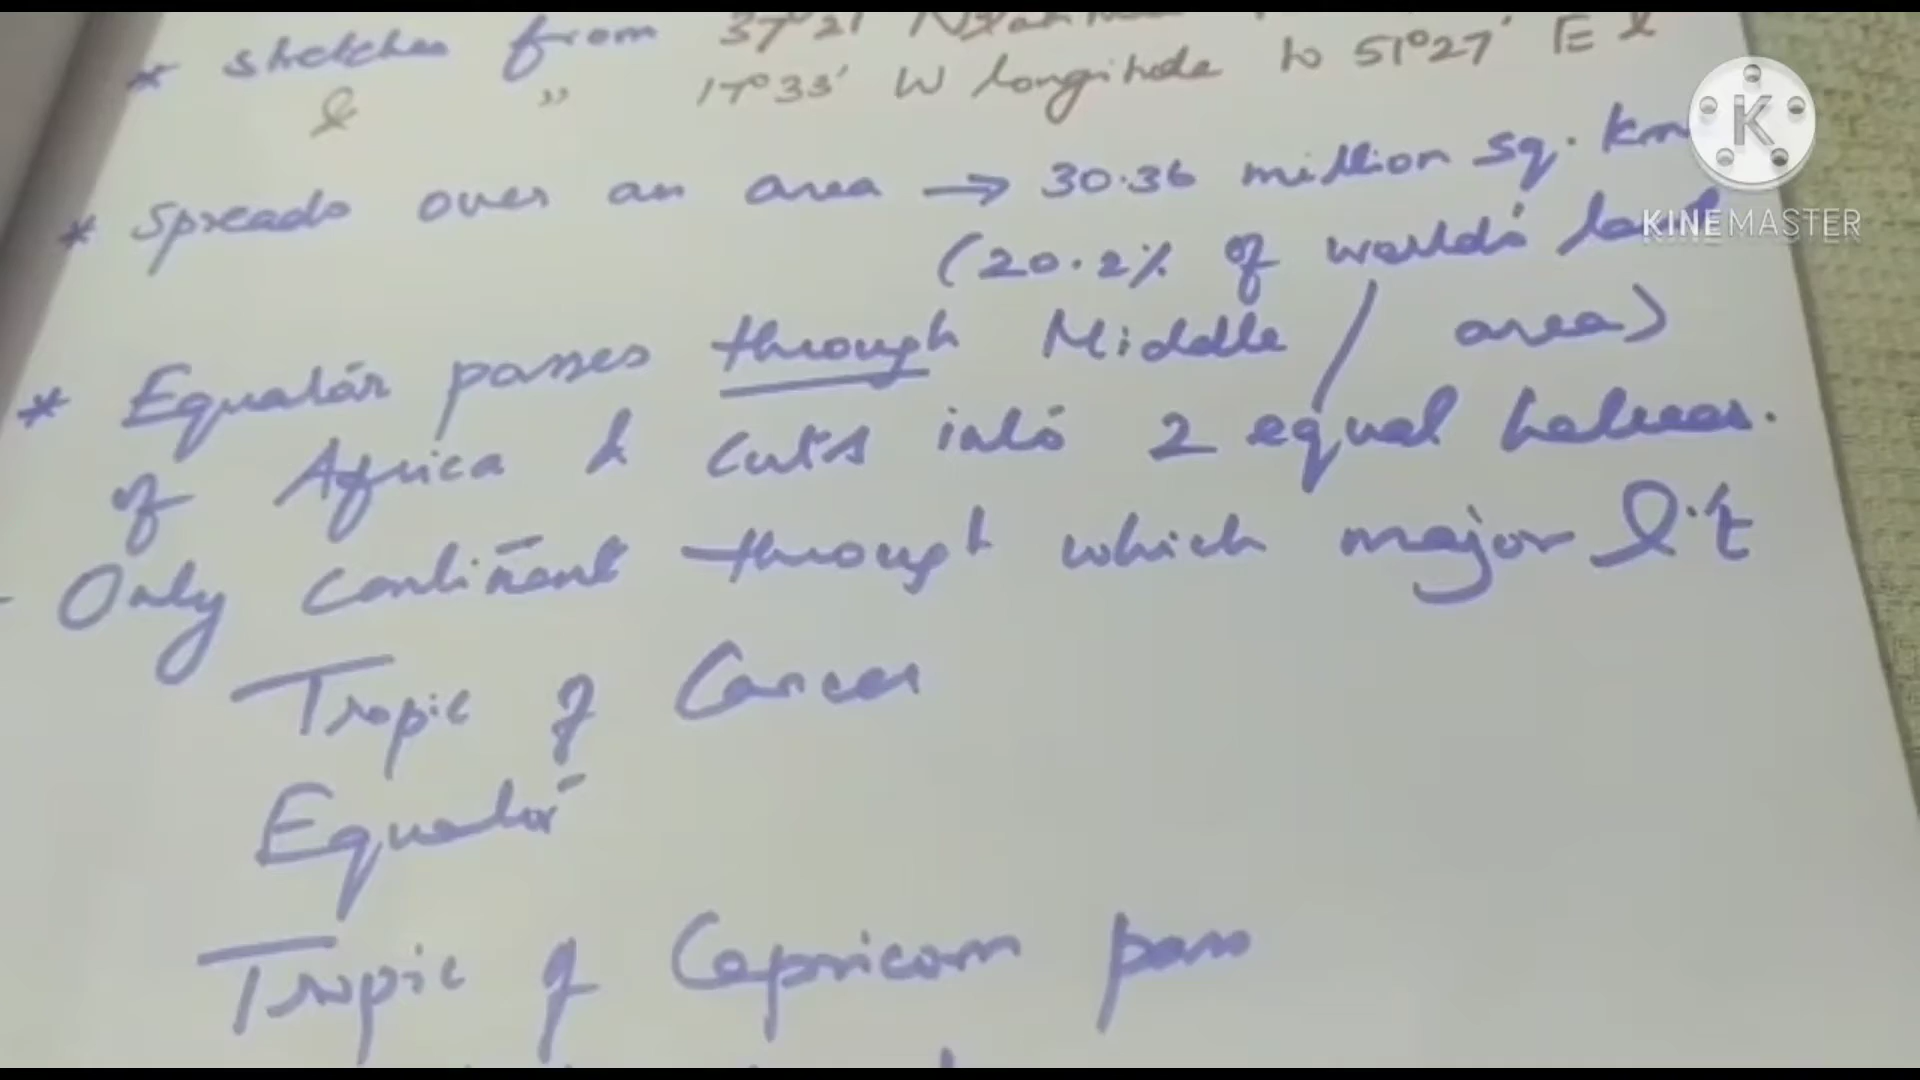 * stretches from 37°21' N
& " 17°33' W longitude to 51°27' E &
* Spreads over an area → 30.36 million sq. km
(20.2% of world's land
area)
* Equator passes through Middle
of Africa & cuts into 2 equal halves.
- Only continent through which major l.t
Tropic of Cancer
Equator
Tropic of Capricorn pass
K
KINEMASTER